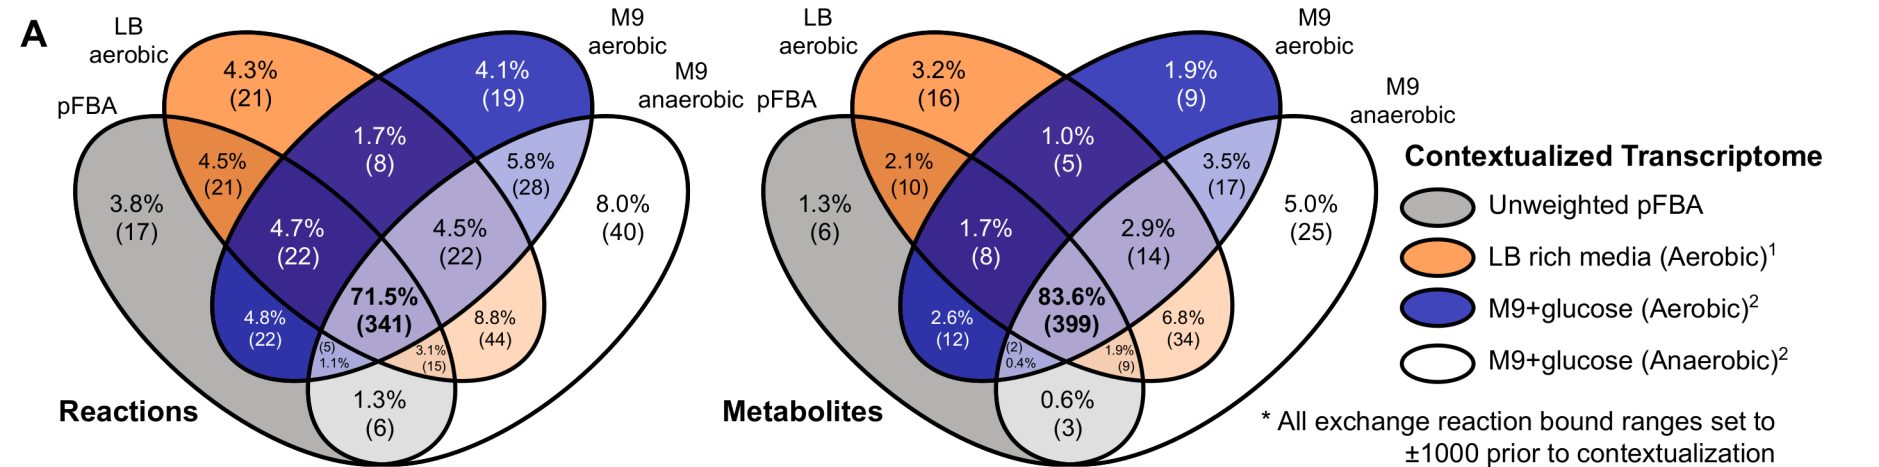 A
LB
aerobic
M9
aerobic
M9
anaerobic
pFBA
4.3%
(21)
4.1%
(19)
1.7%
(8)
4.5%
(21)
5.8%
(28)
3.8%
(17)
8.0%
(40)
4.7%
(22)
4.5%
(22)
71.5%
(341)
4.8%
(22)
8.8%
(44)
(5)
1.1%
3.1%
(15)
1.3%
(6)
Reactions
LB
aerobic
M9
aerobic
M9
anaerobic
pFBA
3.2%
(16)
1.9%
(9)
1.0%
(5)
2.1%
(10)
3.5%
(17)
1.3%
(6)
5.0%
(25)
1.7%
(8)
2.9%
(14)
83.6%
(399)
2.6%
(12)
6.8%
(34)
(2)
0.4%
1.9%
(9)
0.6%
(3)
Metabolites
Contextualized Transcriptome
Unweighted pFBA
LB rich media (Aerobic)¹
M9+glucose (Aerobic)²
M9+glucose (Anaerobic)²
* All exchange reaction bound ranges set to
±1000 prior to contextualization